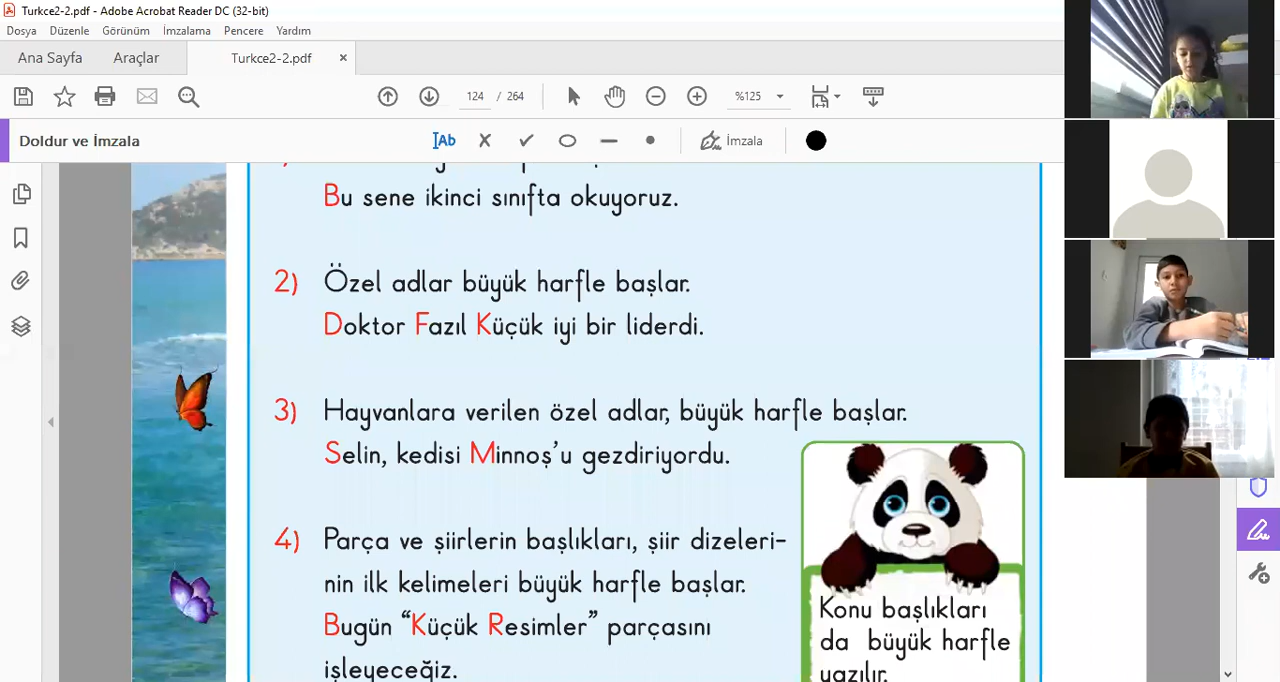 Turkce2-2.pdf - Adobe Acrobat Reader DC (32-bit)
Dosya Düzenle Görünüm İmzalama Pencere Yardım
Ana Sayfa Araçlar Turkce2-2.pdf ×
124 / 264 %125
Doldur ve İmzala Ab İmzala
Bu sene ikinci sınıfta okuyoruz.
2) Özel adlar büyük harfle başlar.
Doktor Fazıl Küçük iyi bir liderdi.
3) Hayvanlara verilen özel adlar, büyük harfle başlar.
Selin, kedisi Minnoş’u gezdiriyordu.
4) Parça ve şiirlerin başlıkları, şiir dizeleri-
nin ilk kelimeleri büyük harfle başlar.
Bugün “Küçük Resimler” parçasını
işleyeceğiz.
Konu başlıkları
da büyük harfle
yazılır.